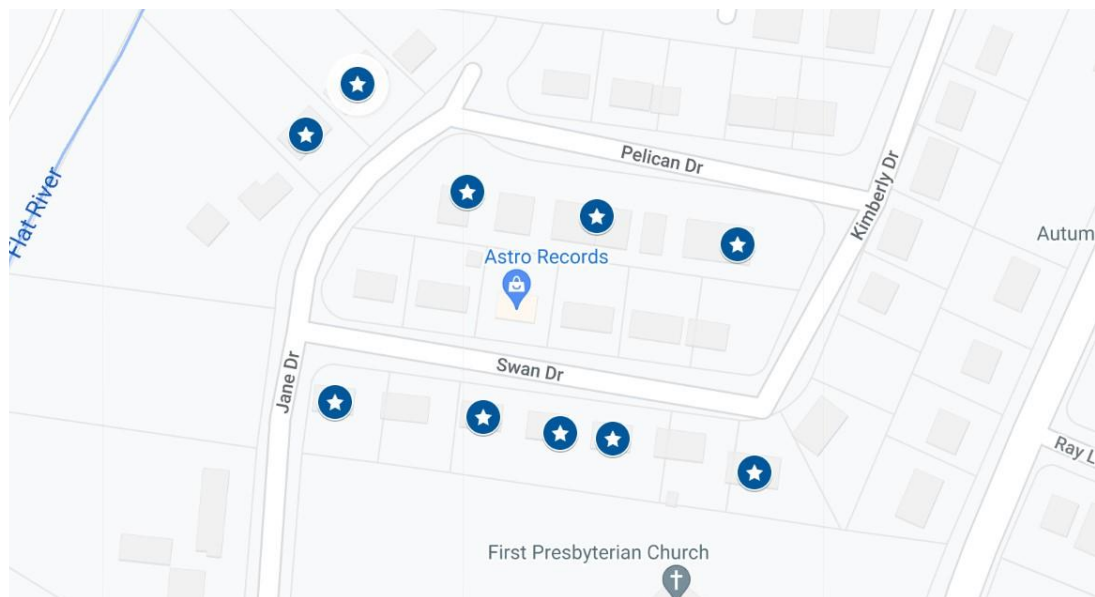 Pelican Dr
Kimberly Dr
Flat River
Autum
Astro Records
Jane Dr
Swan Dr
Ray L
First Presbyterian Church